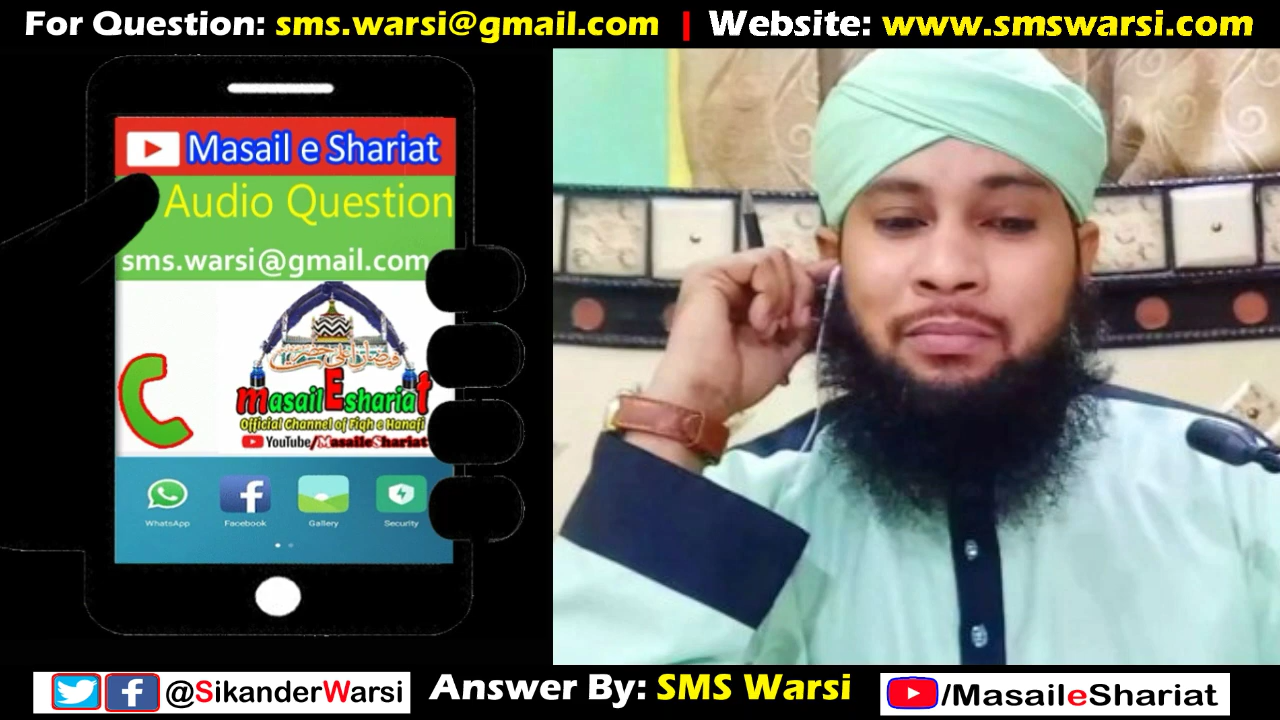 For Question: sms.warsi@gmail.com | Website: www.smswarsi.com
Masail e Shariat
Audio Question
sms.warsi@gmail.com
masailEshariat
Official Channel of Fiqh e Hanafi
YouTube/MasaileShariat
WhatsApp
Facebook
Gallery
Security
@SikanderWarsi
Answer By: SMS Warsi
/MasaileShariat